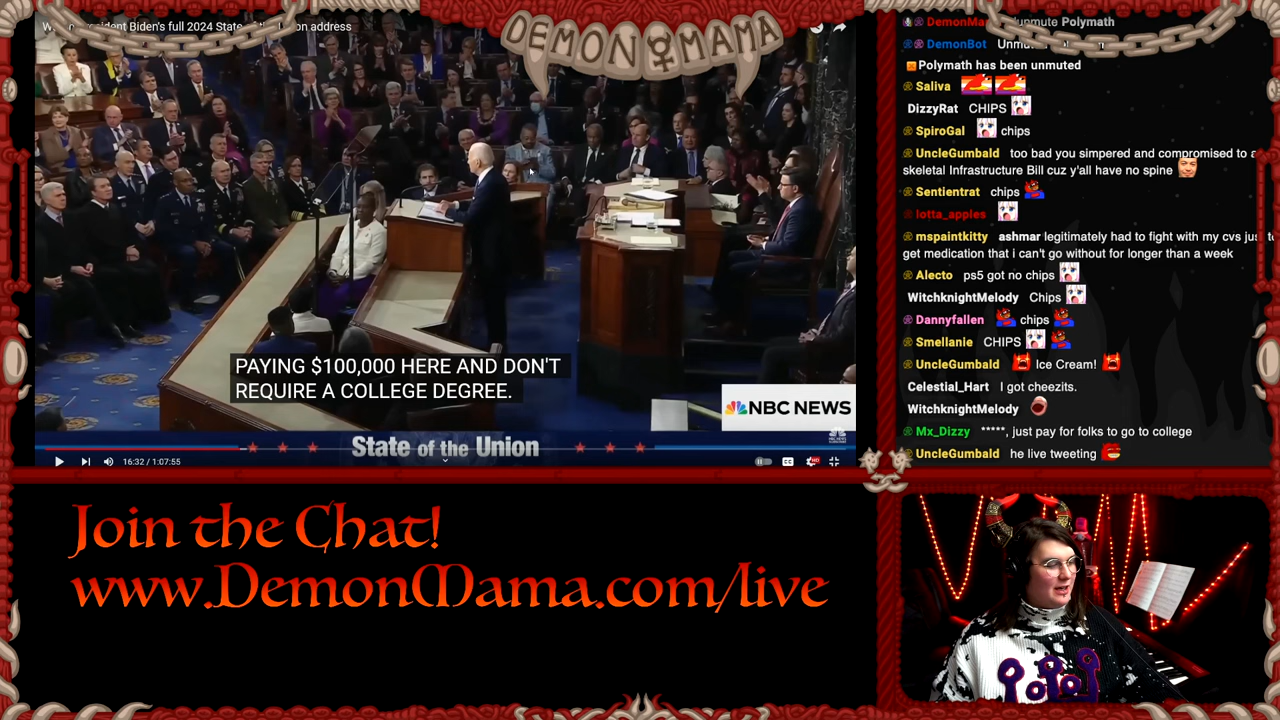 President Biden's full 2024 State of the Union address
DEMON MAMA
PAYING $100,000 HERE AND DON'T
REQUIRE A COLLEGE DEGREE.
NBC NEWS
State of the Union
16:32 / 1:07:55
unmute Polymath
DemonBot
Polymath has been unmuted
Saliva
DizzyRat CHIPS
SpiroGal chips
UncleGumbald too bad you simpered and compromised to a
skeletal Infrastructure Bill cuz y'all have no spine
Sentientrat chips
lotta_apples
mspaintkitty ashmar legitimately had to fight with my cvs just to
get medication that i can't go without for longer than a week
Alecto ps5 got no chips
WitchknightMelody Chips
Dannyfallen chips
Smellanie CHIPS
UncleGumbald Ice Cream!
Celestial_Hart I got cheezits.
WitchknightMelody
Mx_Dizzy *****, just pay for folks to go to college
UncleGumbald he live tweeting
Join the Chat!
www.DemonMama.com/live